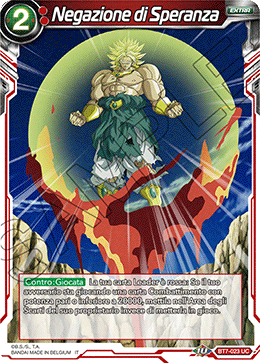 2
Negazione di Speranza
EXTRA
Contro:Giocata La tua carta Leader è rossa: Se il tuo
avversario sta giocando una carta Combattimento con
potenza pari o inferiore a 20000, mettila nell'Area degli
Scarti del suo proprietario invece di metterla in gioco.
©B.S./S., T.A.
BANDAI MADE IN BELGIUM IT
BT7-023 UC